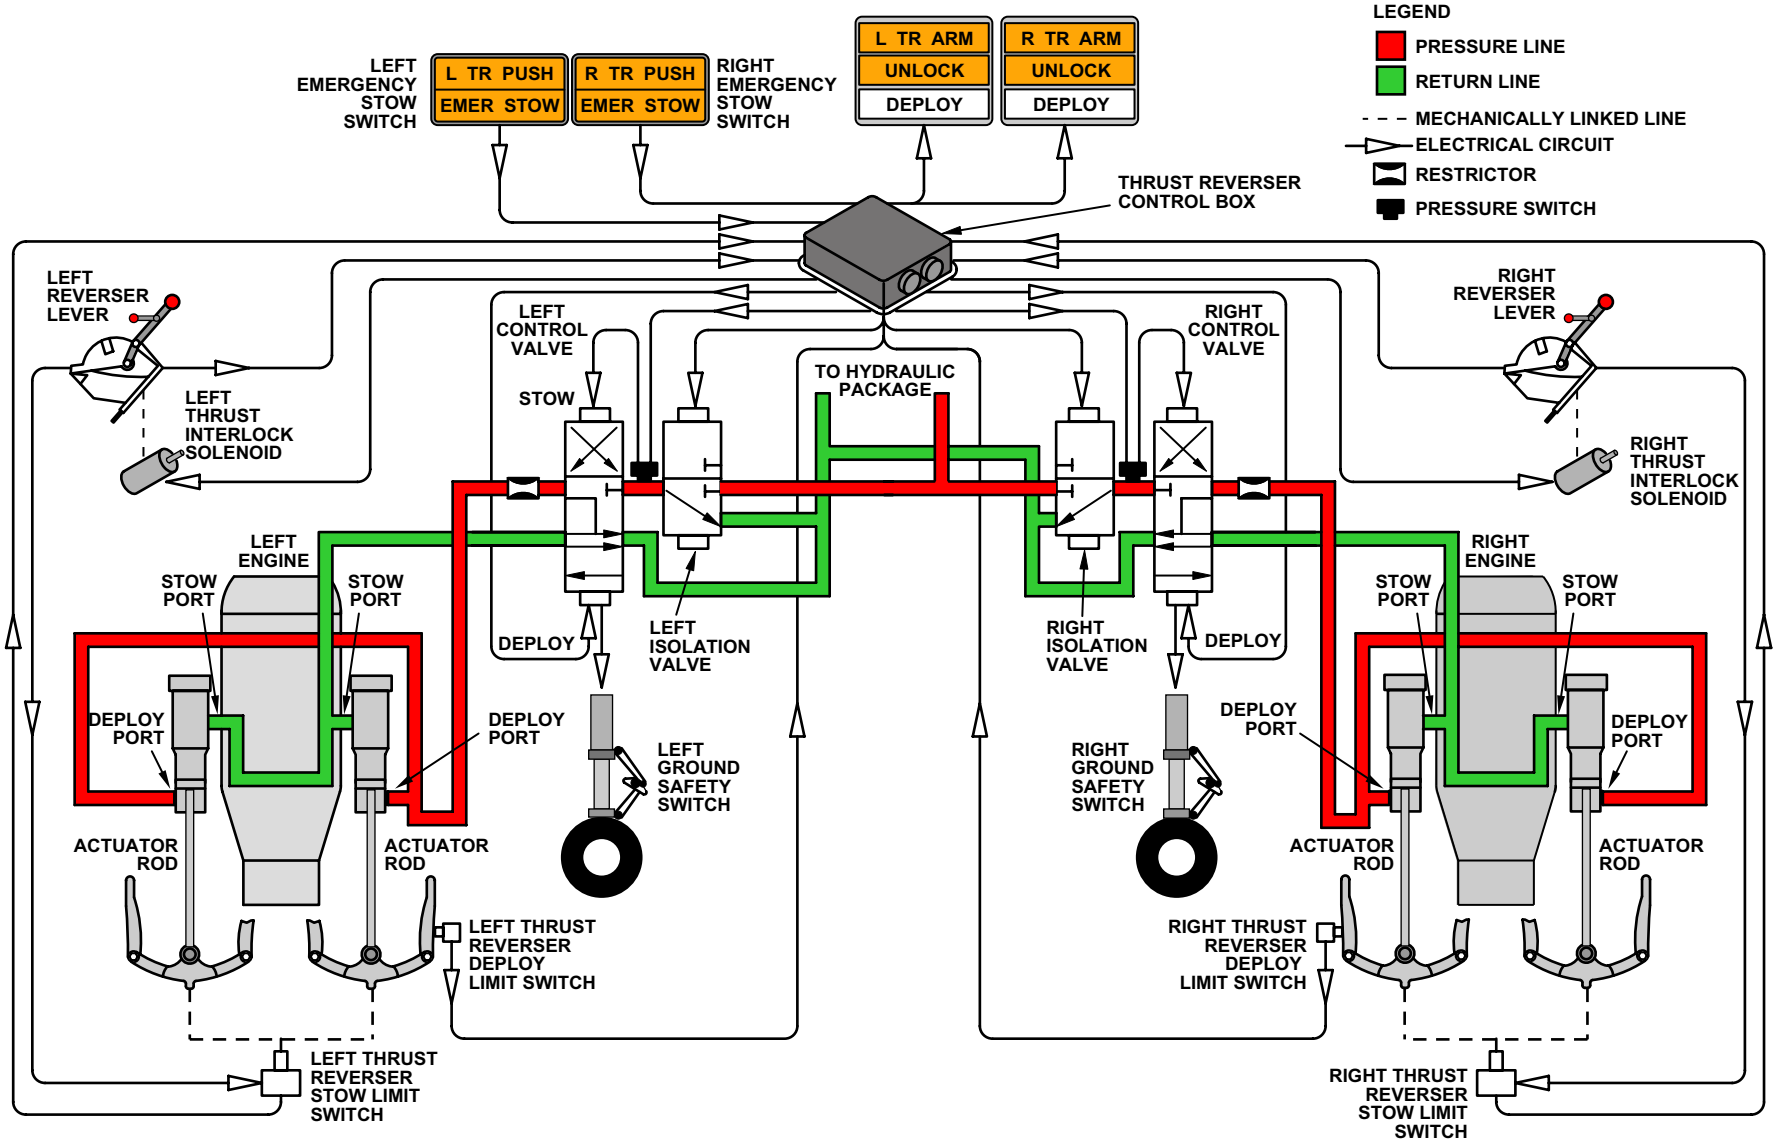 LEGEND
PRESSURE LINE
RETURN LINE
MECHANICALLY LINKED LINE
ELECTRICAL CIRCUIT
RESTRICTOR
PRESSURE SWITCH
LEFT
EMERGENCY
STOW
SWITCH
L TR PUSH
EMER STOW
R TR PUSH
EMER STOW
RIGHT
EMERGENCY
STOW
SWITCH
L TR ARM
UNLOCK
DEPLOY
R TR ARM
UNLOCK
DEPLOY
THRUST REVERSER
CONTROL BOX
LEFT
REVERSER
LEVER
LEFT
THRUST
INTERLOCK
SOLENOID
LEFT
CONTROL
VALVE
STOW
TO HYDRAULIC
PACKAGE
RIGHT
CONTROL
VALVE
RIGHT
REVERSER
LEVER
RIGHT
THRUST
INTERLOCK
SOLENOID
LEFT
ENGINE
STOW
PORT
STOW
PORT
DEPLOY
LEFT
ISOLATION
VALVE
RIGHT
ISOLATION
VALVE
DEPLOY
RIGHT
ENGINE
STOW
PORT
STOW
PORT
DEPLOY
PORT
DEPLOY
PORT
LEFT
GROUND
SAFETY
SWITCH
RIGHT
GROUND
SAFETY
SWITCH
DEPLOY
PORT
DEPLOY
PORT
ACTUATOR
ROD
ACTUATOR
ROD
ACTUATOR
ROD
ACTUATOR
ROD
LEFT THRUST
REVERSER
DEPLOY
LIMIT SWITCH
RIGHT THRUST
REVERSER
DEPLOY
LIMIT SWITCH
LEFT THRUST
REVERSER
STOW LIMIT
SWITCH
RIGHT THRUST
REVERSER
STOW LIMIT
SWITCH